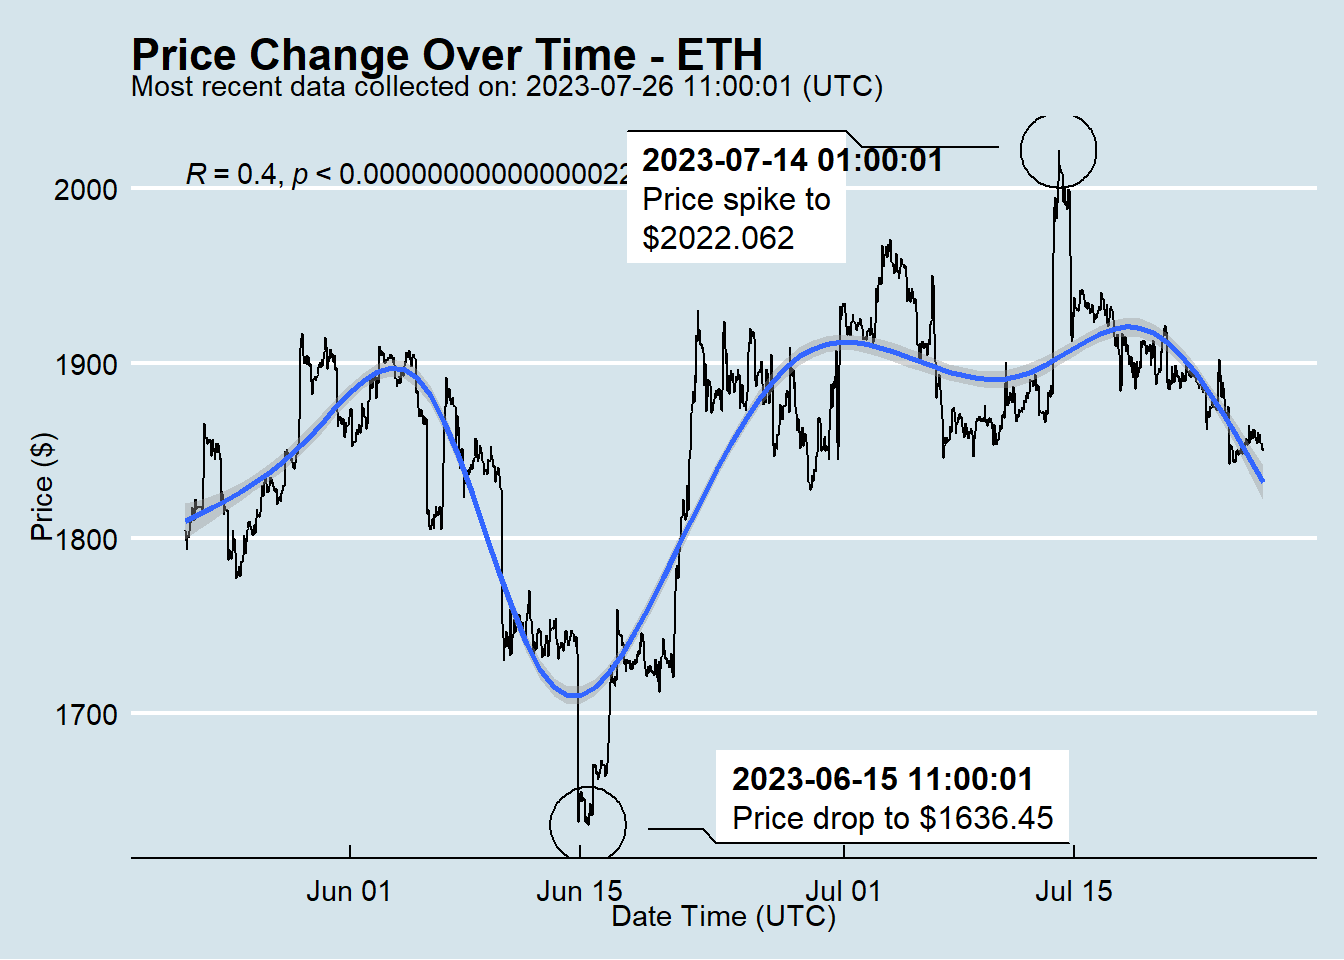 Price Change Over Time - ETH
Most recent data collected on: 2023-07-26 11:00:01 (UTC)
R = 0.4, p < 0.00000000000000022
2023-07-14 01:00:01
Price spike to
$2022.062
2000
1900
1800
1700
Price ($)
2023-06-15 11:00:01
Price drop to $1636.45
Jun 01 Jun 15 Jul 01 Jul 15
Date Time (UTC)